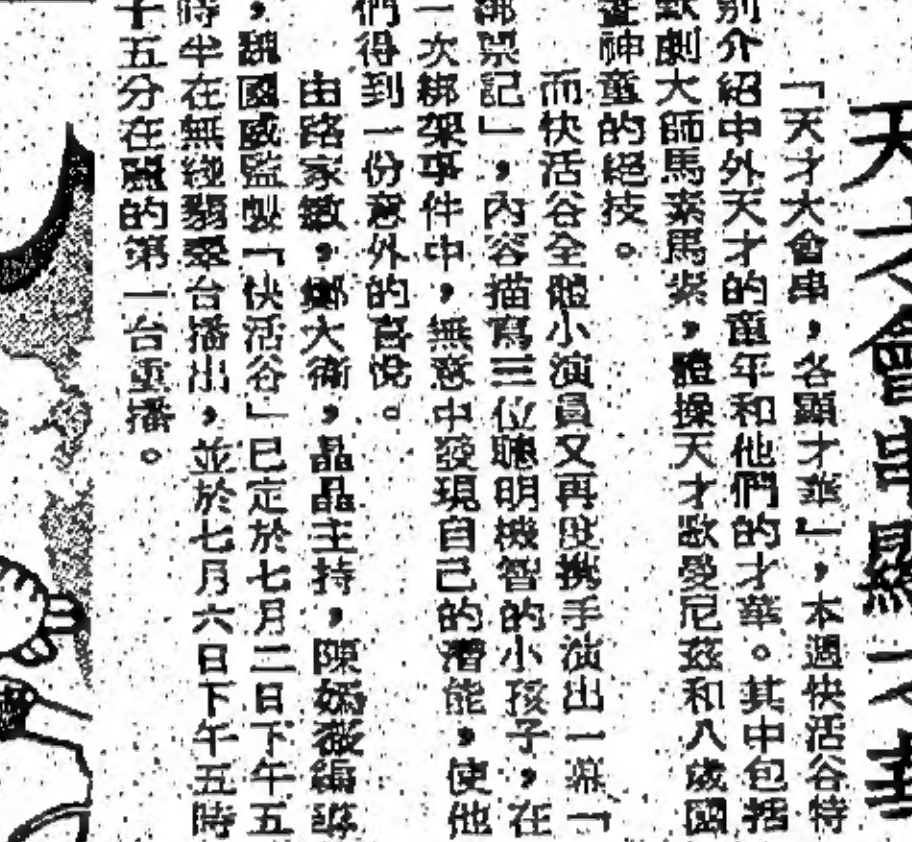 天才會串顯才華
「天才大會串，各顯才華」，本週快活谷特
別介紹中外天才的童年和他們的才華。其中包括
默劇大師馬素馬素，體操天才歌曼尼茲和八歲國
畫神童的絕技。
而快活谷全體小演員又再度携手演出一幕「
綁票記」，內容描寫三位聰明機智的小孩子，在
一次綁架事件中，無意中發現自己的潛能，使他
們得到一份意外的喜悅。
由路家敏，鄭大衛，晶晶主持，陳嬌薇編導
，魏國威監製「快活谷」已定於七月二日下午五
時半在無綫翡翠台播出，並於七月六日下午五時
十五分在麗的第一台重播。